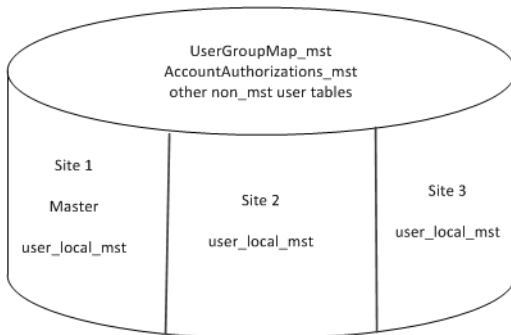 UserGroupMap_mst
AccountAuthorizations_mst
other non_mst user tables
Site 1
Master
user_local_mst
Site 2
user_local_mst
Site 3
user_local_mst